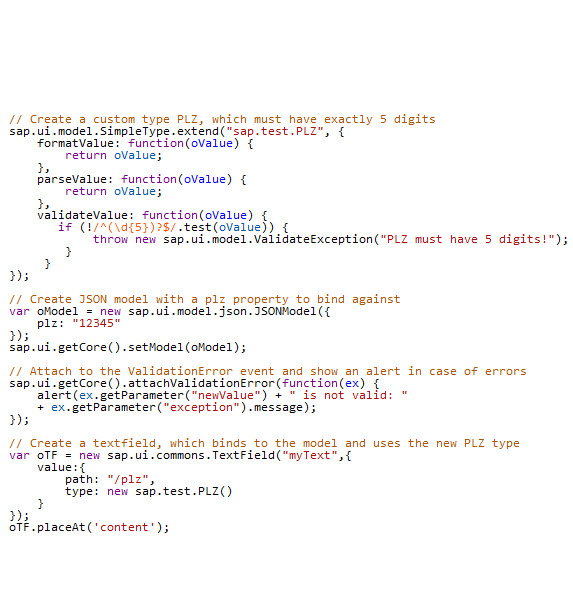 // Create a custom type PLZ, which must have exactly 5 digits
sap.ui.model.SimpleType.extend("sap.test.PLZ", {
    formatValue: function(oValue) {
        return oValue;
    },
    parseValue: function(oValue) {
        return oValue;
    },
    validateValue: function(oValue) {
       if (!/^(\d{5})?$/.test(oValue)) {
            throw new sap.ui.model.ValidateException("PLZ must have 5 digits!");
        }
     }
});

// Create JSON model with a plz property to bind against
var oModel = new sap.ui.model.json.JSONModel({
    plz: "12345"
});
sap.ui.getCore().setModel(oModel);

// Attach to the ValidationError event and show an alert in case of errors
sap.ui.getCore().attachValidationError(function(ex) {
    alert(ex.getParameter("newValue") + " is not valid: "
    + ex.getParameter("exception").message);
});

// Create a textfield, which binds to the model and uses the new PLZ type
var oTF = new sap.ui.commons.TextField("myText",{
    value:{
        path: "/plz",
        type: new sap.test.PLZ()
    }
});
oTF.placeAt('content');